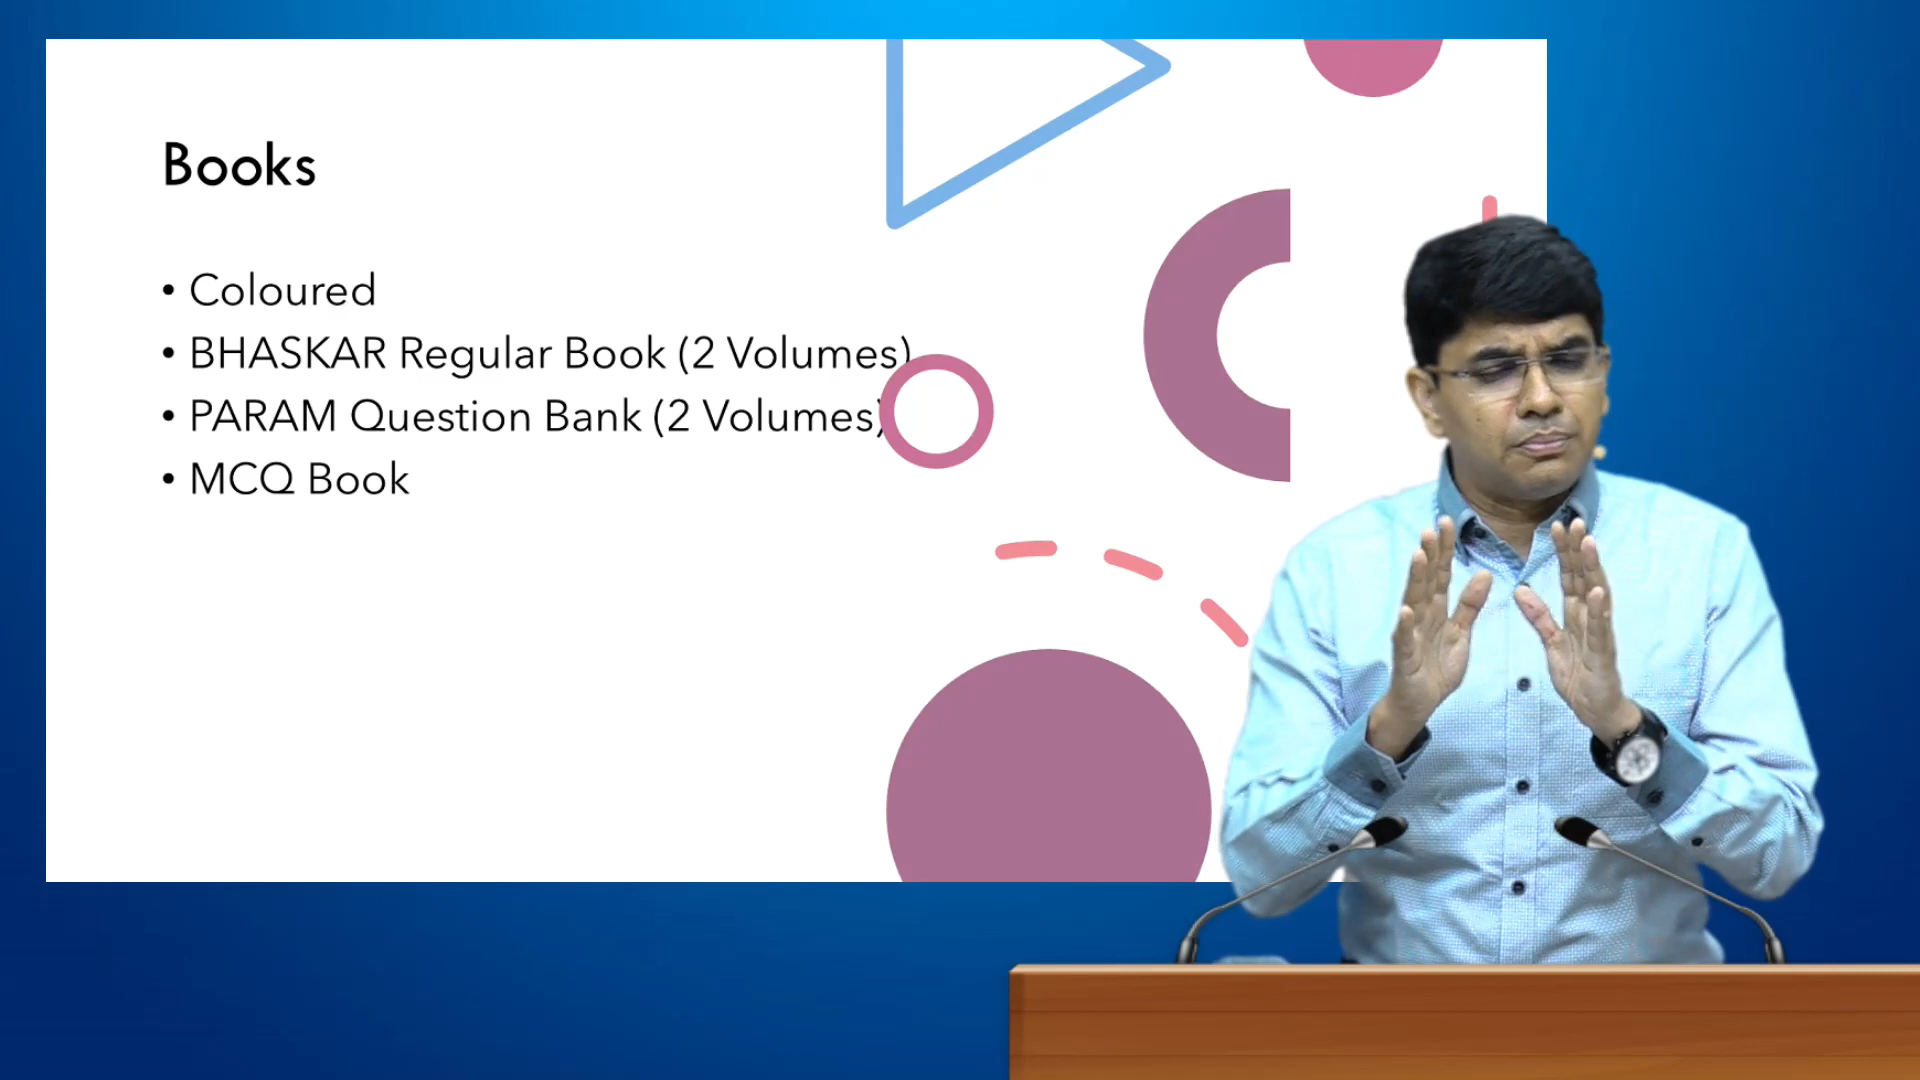 Books
• Coloured
• BHASKAR Regular Book (2 Volumes)
• PARAM Question Bank (2 Volumes)
• MCQ Book